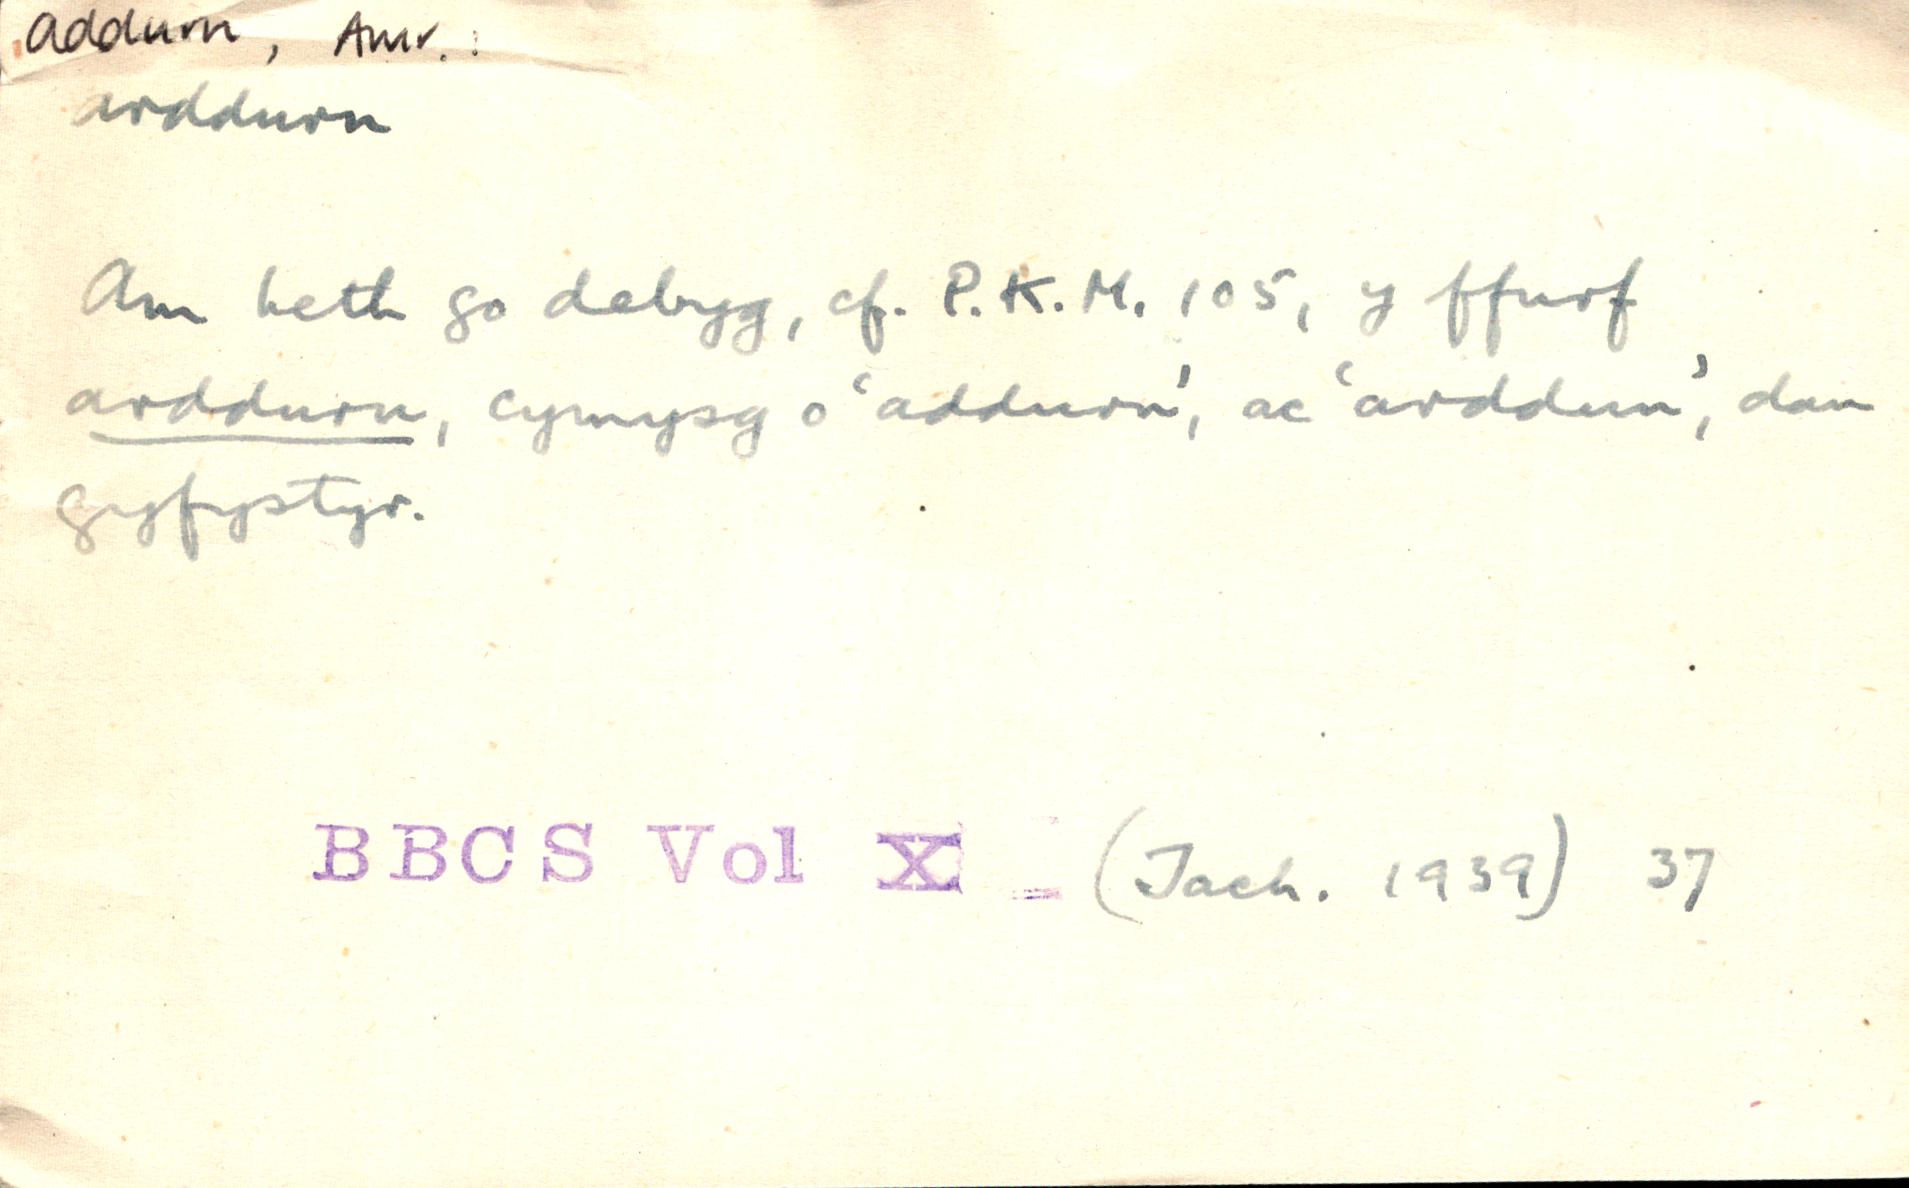 addurn, Amr.:
arddurn
Am beth go debyg, cf. P.K.M. 105, y ffurf
arddurn, cymysg o 'addurn', ac 'arddun', dan
gyfystyr.
BBCS Vol X (Tach. 1939) 37